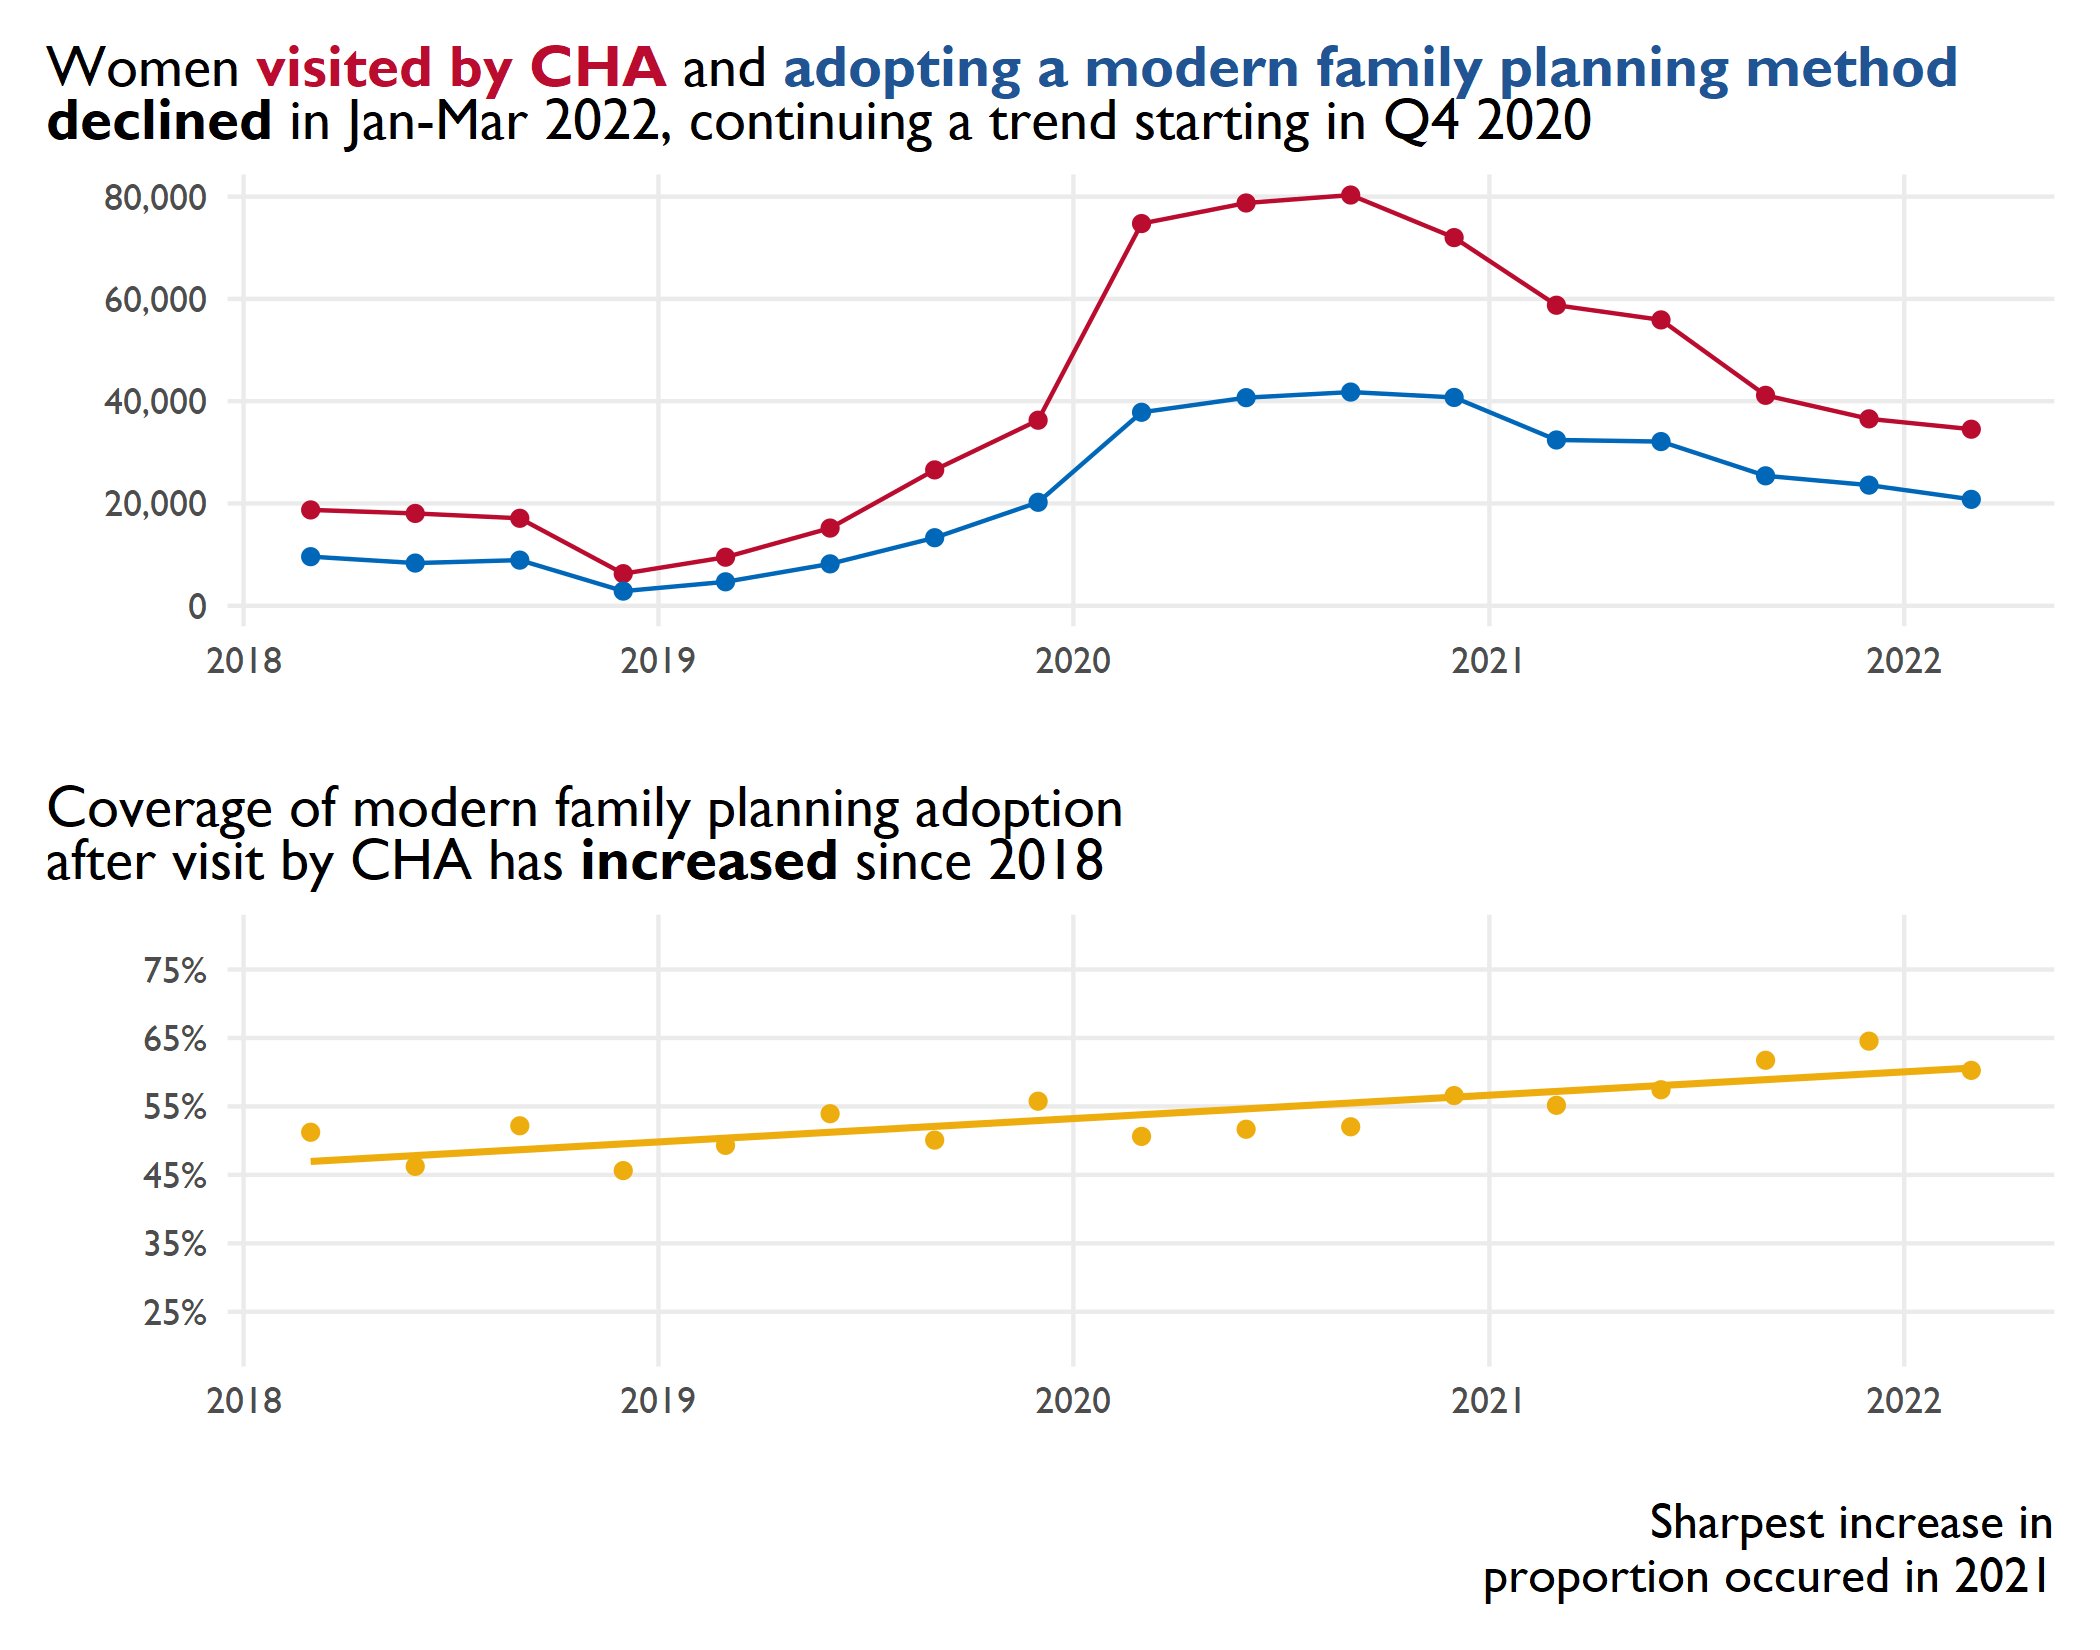 Women visited by CHA and adopting a modern family planning method
declined in Jan-Mar 2022, continuing a trend starting in Q4 2020
80,000
60,000
40,000
20,000
0
2018 2019 2020 2021 2022
Coverage of modern family planning adoption
after visit by CHA has increased since 2018
75%
65%
55%
45%
35%
25%
2018 2019 2020 2021 2022
Sharpest increase in
proportion occured in 2021